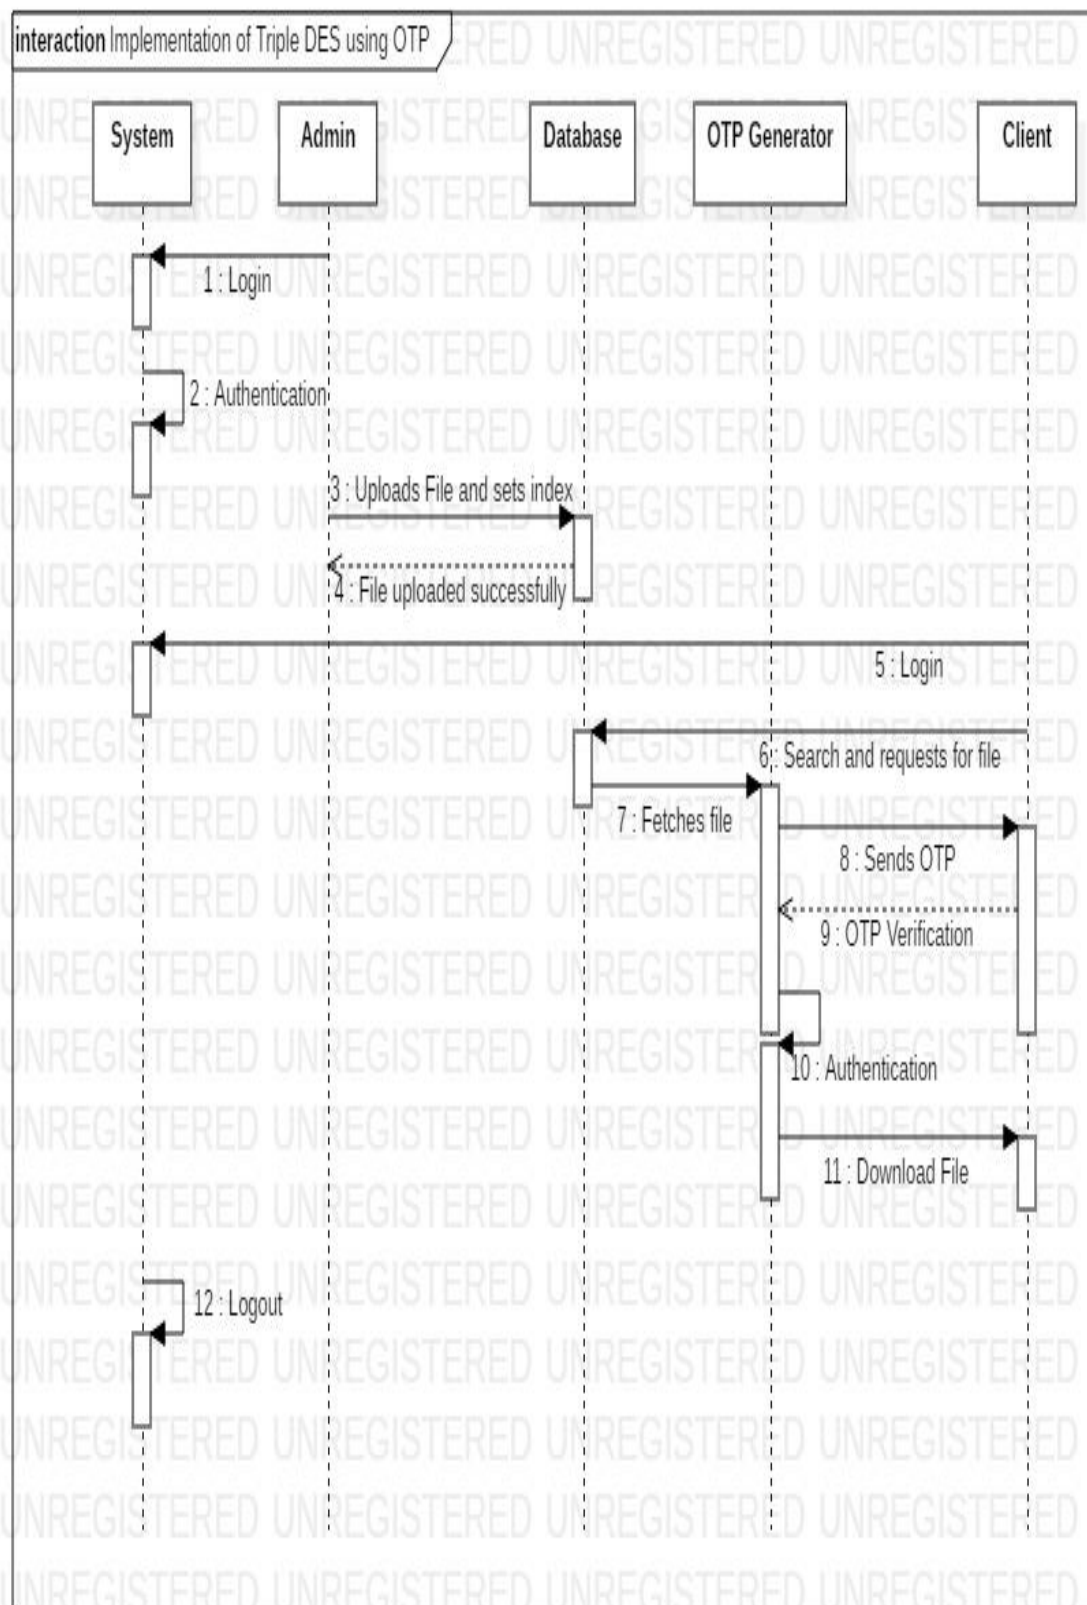 interaction Implementation of Triple DES using OTP
System
Admin
Database
OTP Generator
Client
1 : Login
2 : Authentication
3 : Uploads File and sets index
4 : File uploaded successfully
5 : Login
6 : Search and requests for file
7 : Fetches file
8 : Sends OTP
9 : OTP Verification
10 : Authentication
11 : Download File
12 : Logout
UNREGISTERED